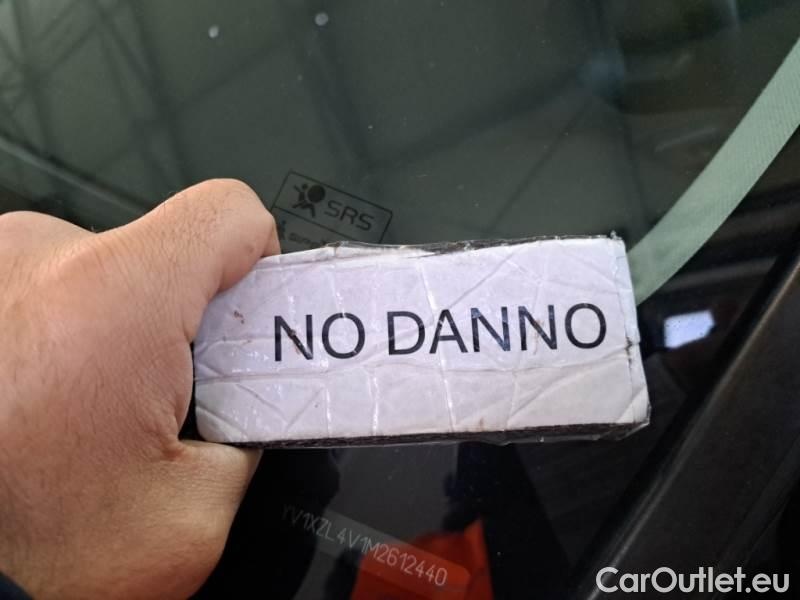 SRS
NO DANNO
YV1XZL4V1M2612440
CarOutlet.eu